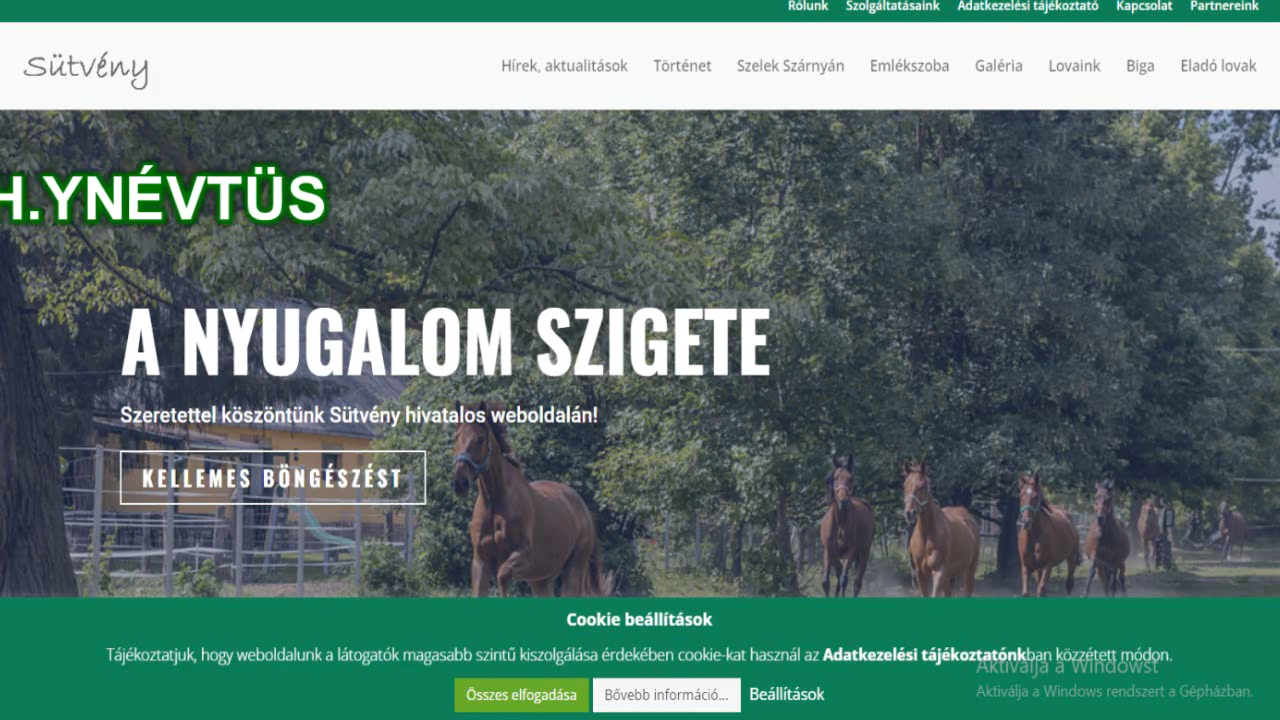 Rólunk Szolgáltatásaink Adatkezelési tájékoztató Kapcsolat Partnereink
Sütvény
Hírek, aktualitások Történet Szelek Szárnyán Emlékszoba Galéria Lovaink Biga Eladó lovak
H.YNÉVTÜS
A NYUGALOM SZIGETE
Szeretettel köszöntünk Sütvény hivatalos weboldalán!
KELLEMES BÖNGÉSZÉST
Cookie beállítások
Tájékoztatjuk, hogy weboldalunk a látogatók magasabb szintű kiszolgálása érdekében cookie-kat használ az Adatkezelési tájékoztatónkban közzétett módon.
Aktiválja a Windowst
Összes elfogadása Bővebb információ... Beállítások
Aktiválja a Windows rendszert a Gépházban.